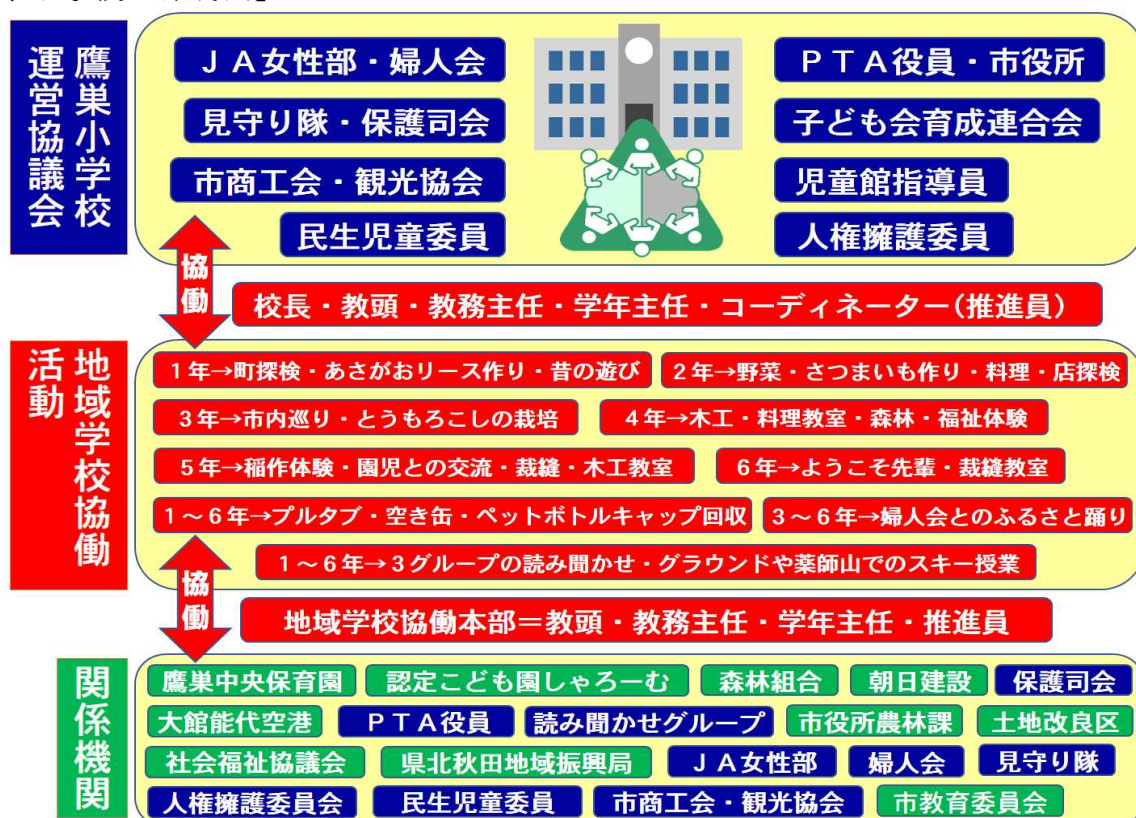 鷹巣小学校
運営協議会
ＪＡ女性部・婦人会
ＰＴＡ役員・市役所
見守り隊・保護司会
子ども会育成連合会
市商工会・観光協会
児童館指導員
民生児童委員
人権擁護委員
協働
校長・教頭・教務主任・学年主任・コーディネーター(推進員)
地域学校協働
活動
１年→町探検・あさがおリース作り・昔の遊び
２年→野菜・さつまいも作り・料理・店探検
３年→市内巡り・とうもろこしの栽培
４年→木工・料理教室・森林・福祉体験
５年→稲作体験・園児との交流・裁縫・木工教室
６年→ようこそ先輩・裁縫教室
１～６年→プルタブ・空き缶・ペットボトルキャップ回収
３～６年→婦人会とのふるさと踊り
１～６年→３グループの読み聞かせ・グラウンドや薬師山でのスキー授業
協働
地域学校協働本部＝教頭・教務主任・学年主任・推進員
関係機関
鷹巣中央保育園
認定こども園しゃろーむ
森林組合
朝日建設
保護司会
大館能代空港
ＰＴＡ役員
読み聞かせグループ
市役所農林課
土地改良区
社会福祉協議会
県北秋田地域振興局
ＪＡ女性部
婦人会
見守り隊
人権擁護委員会
民生児童委員
市商工会・観光協会
市教育委員会